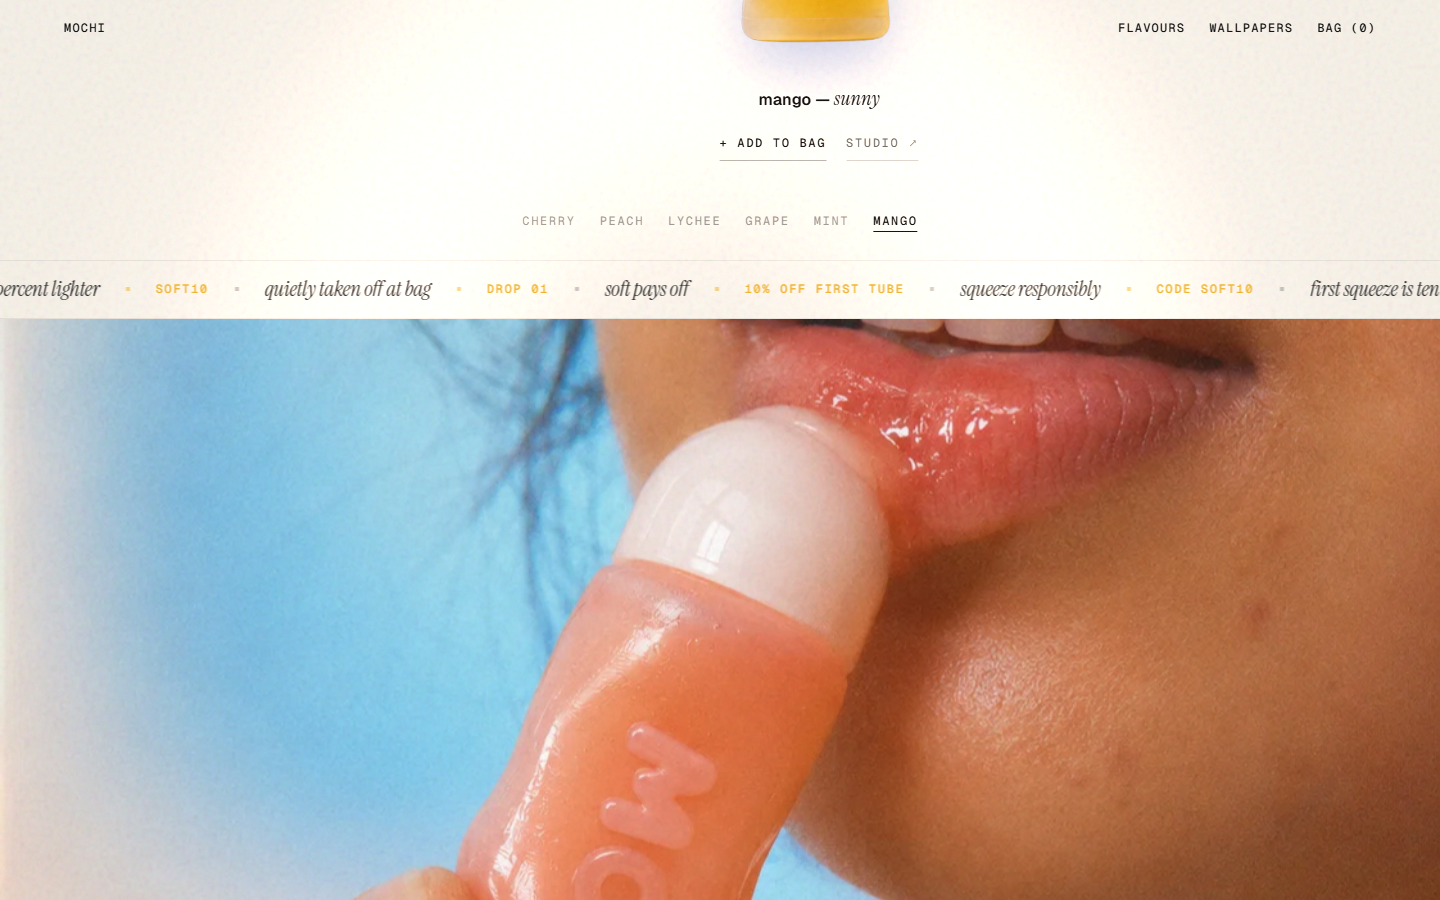 MOCHI
FLAVOURS WALLPAPERS BAG (0)
mango — sunny
+ ADD TO BAG STUDIO ↗
CHERRY PEACH LYCHEE GRAPE MINT MANGO
percent lighter ▪ SOFT10 ▪ quietly taken off at bag ▪ DROP 01 ▪ soft pays off ▪ 10% OFF FIRST TUBE ▪ squeeze responsibly ▪ CODE SOFT10 ▪ first squeeze is ten
MO